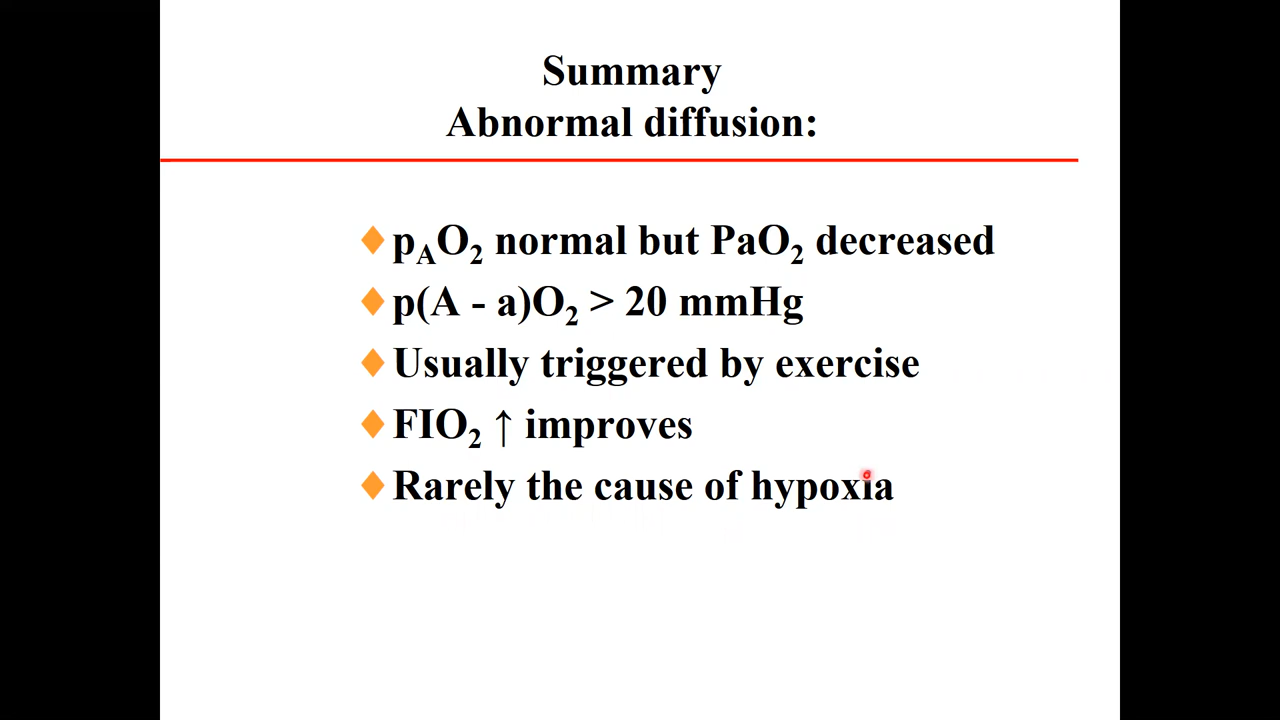 Summary
Abnormal diffusion:
♦ pAO₂ normal but PaO₂ decreased
♦ p(A - a)O₂ > 20 mmHg
♦ Usually triggered by exercise
♦ FIO₂ ↑ improves
♦ Rarely the cause of hypoxia